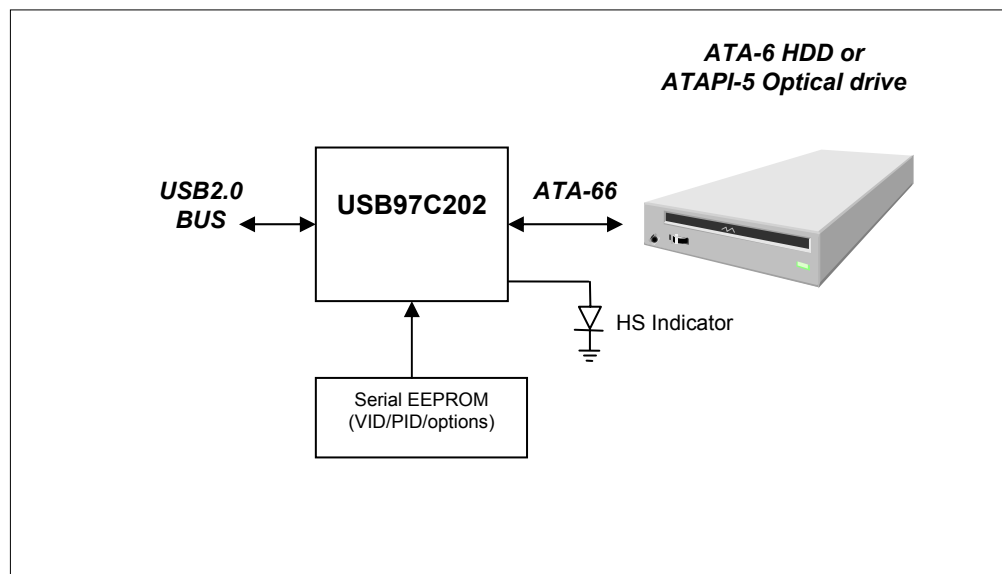 ATA-6 HDD or
ATAPI-5 Optical drive
USB2.0
BUS
USB97C202
ATA-66
HS Indicator
Serial EEPROM
(VID/PID/options)